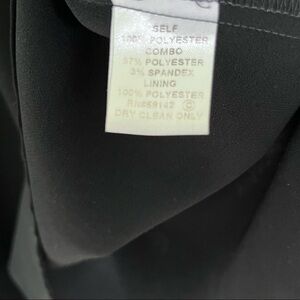 SELF
100% POLYESTER
COMBO
97% POLYESTER
3% SPANDEX
LINING
100% POLYESTER
RN#59142 Ⓒ
DRY CLEAN ONLY